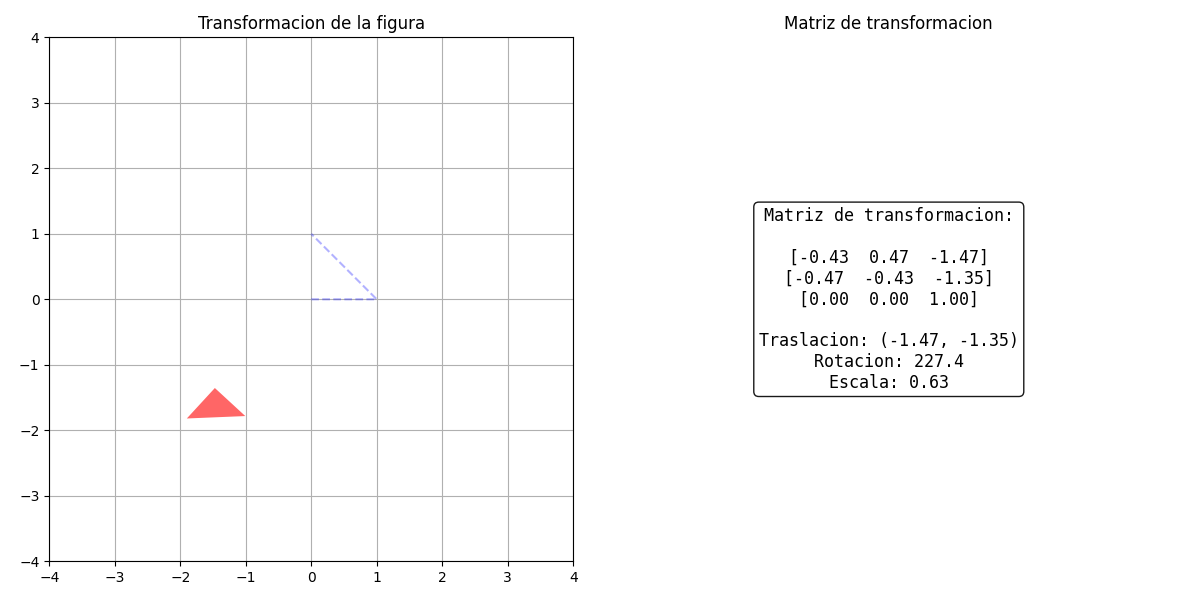 Transformacion de la figura
4
3
2
1
0
−1
−2
−3
−4
−4 −3 −2 −1 0 1 2 3 4
Matriz de transformacion
Matriz de transformacion:
[-0.43 0.47 -1.47]
[-0.47 -0.43 -1.35]
[0.00 0.00 1.00]
Traslacion: (-1.47, -1.35)
Rotacion: 227.4
Escala: 0.63